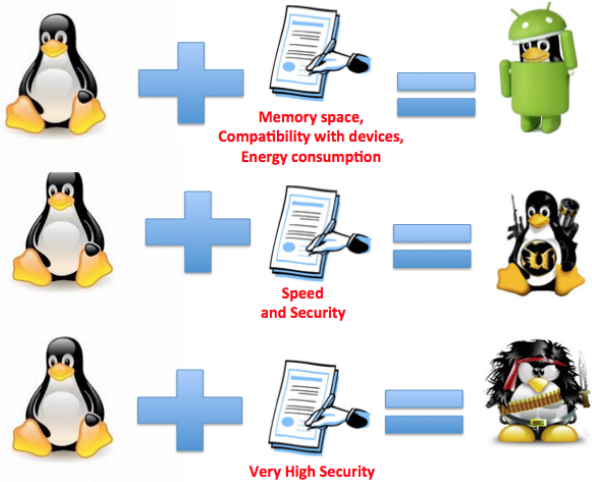 Memory space,
Compatibility with devices,
Energy consumption
Speed
and Security
Very High Security